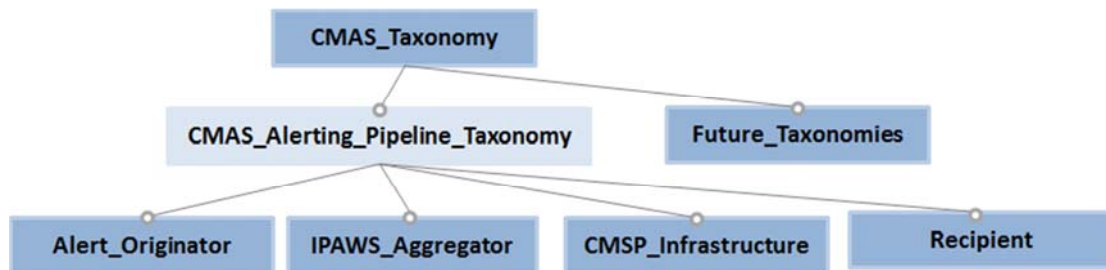 CMAS_Taxonomy
CMAS_Alerting_Pipeline_Taxonomy
Future_Taxonomies
Alert_Originator
IPAWS_Aggregator
CMSP_Infrastructure
Recipient